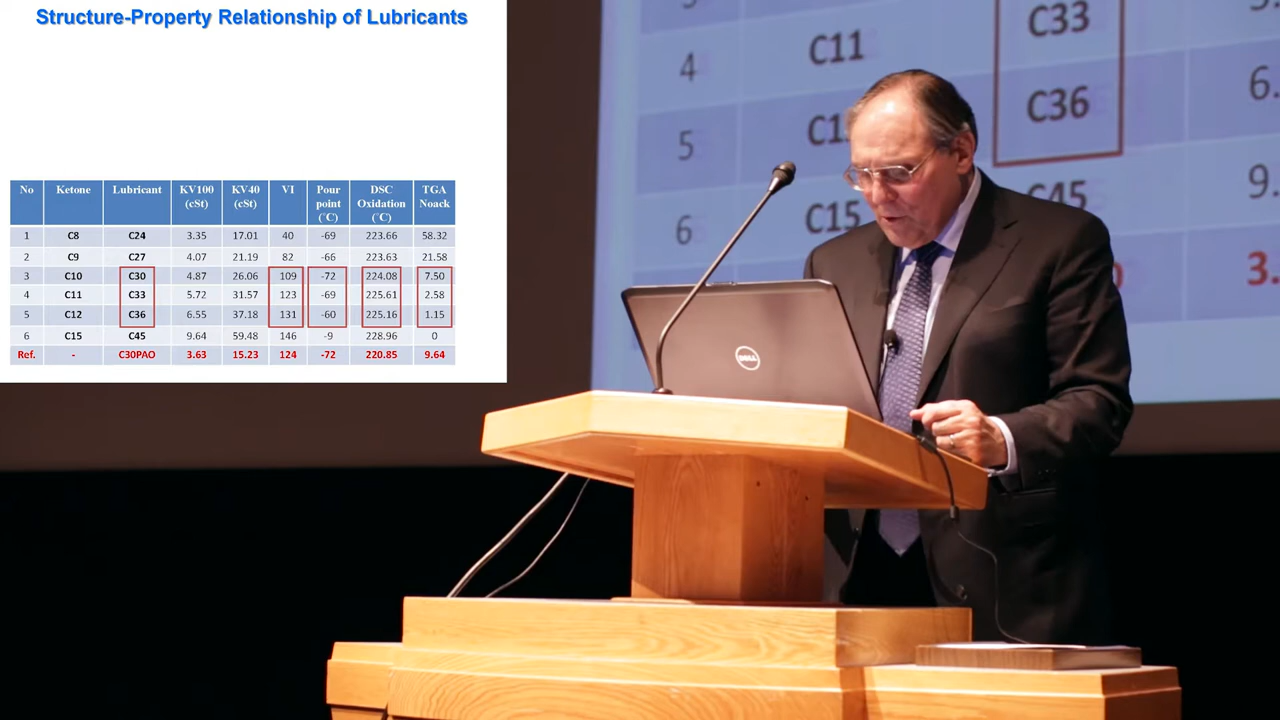 Structure-Property Relationship of Lubricants
No Ketone Lubricant KV100 (cSt) KV40 (cSt) VI Pour point (°C) DSC Oxidation (°C) TGA Noack
1 C8 C24 3.35 17.01 40 -69 223.66 58.32
2 C9 C27 4.07 21.19 82 -66 223.63 21.58
3 C10 C30 4.87 26.06 109 -72 224.08 7.50
4 C11 C33 5.72 31.57 123 -69 225.61 2.58
5 C12 C36 6.55 37.18 131 -60 225.16 1.15
6 C15 C45 9.64 59.48 146 -9 228.96 0
Ref. - C30PAO 3.63 15.23 124 -72 220.85 9.64
C33
4 C11
C36 6.
5
C45 9.
6 C15
3.
DELL